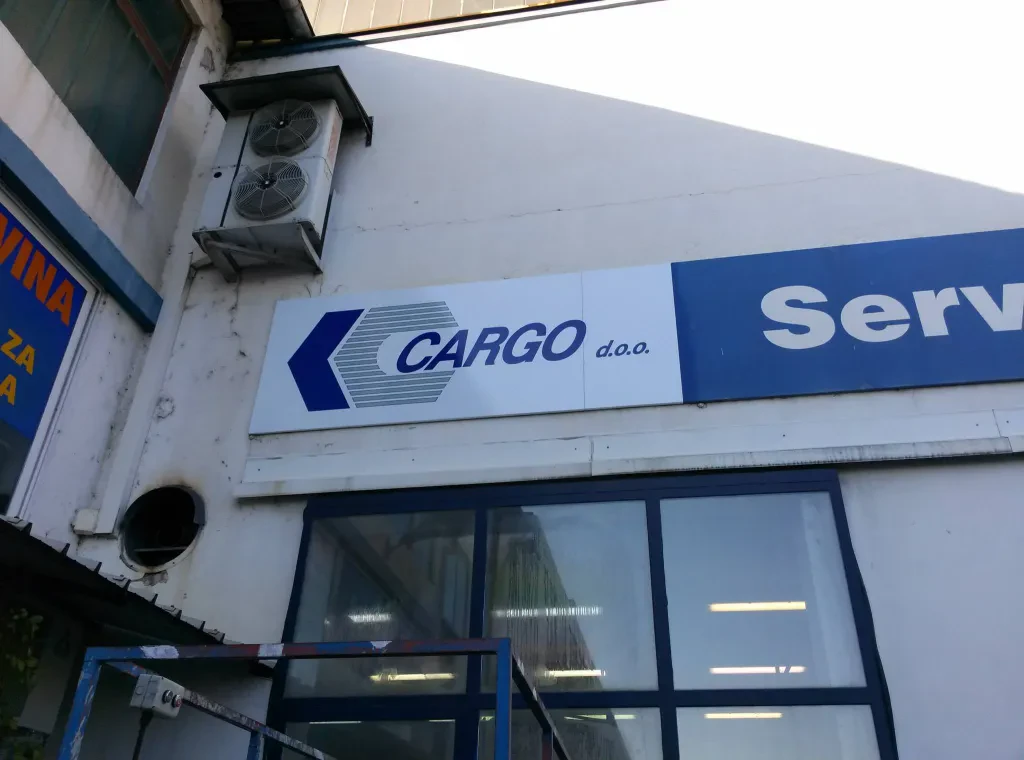 VINA
ZA
A
CARGO d.o.o.
Serv